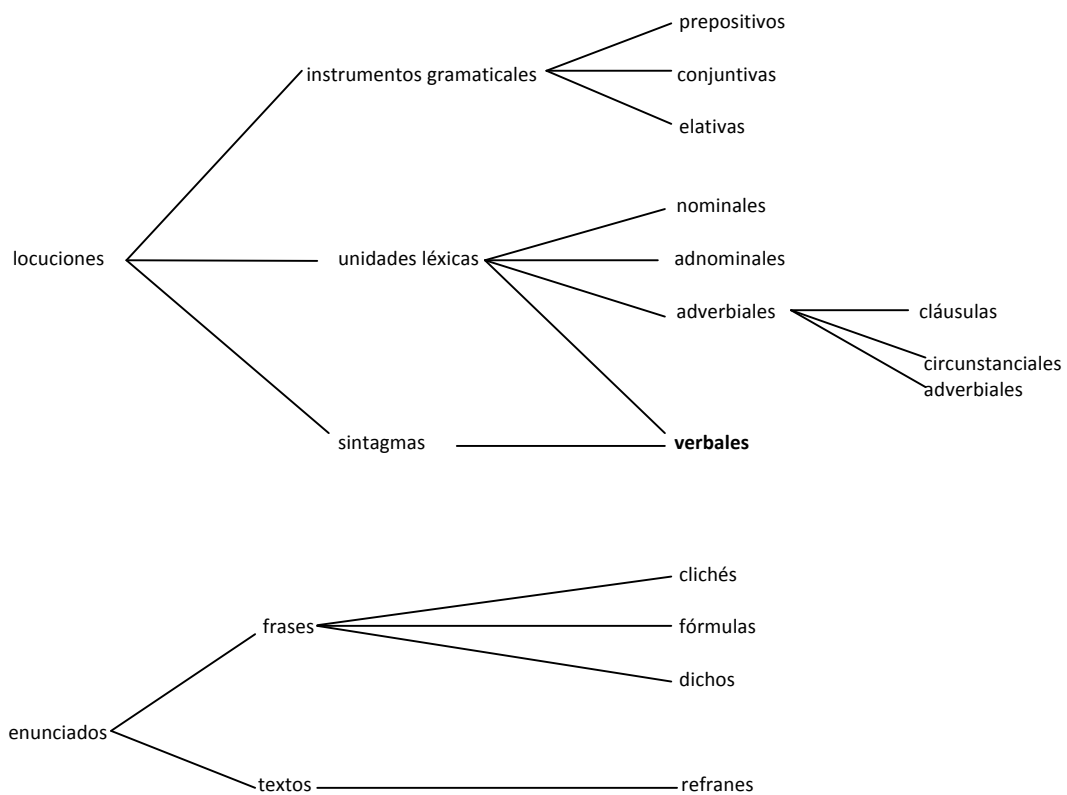 prepositivos
instrumentos gramaticales
conjuntivas
elativas
nominales
locuciones
unidades léxicas
adnominales
adverbiales
cláusulas
circunstanciales
adverbiales
sintagmas
verbales
clichés
frases
fórmulas
dichos
enunciados
textos
refranes